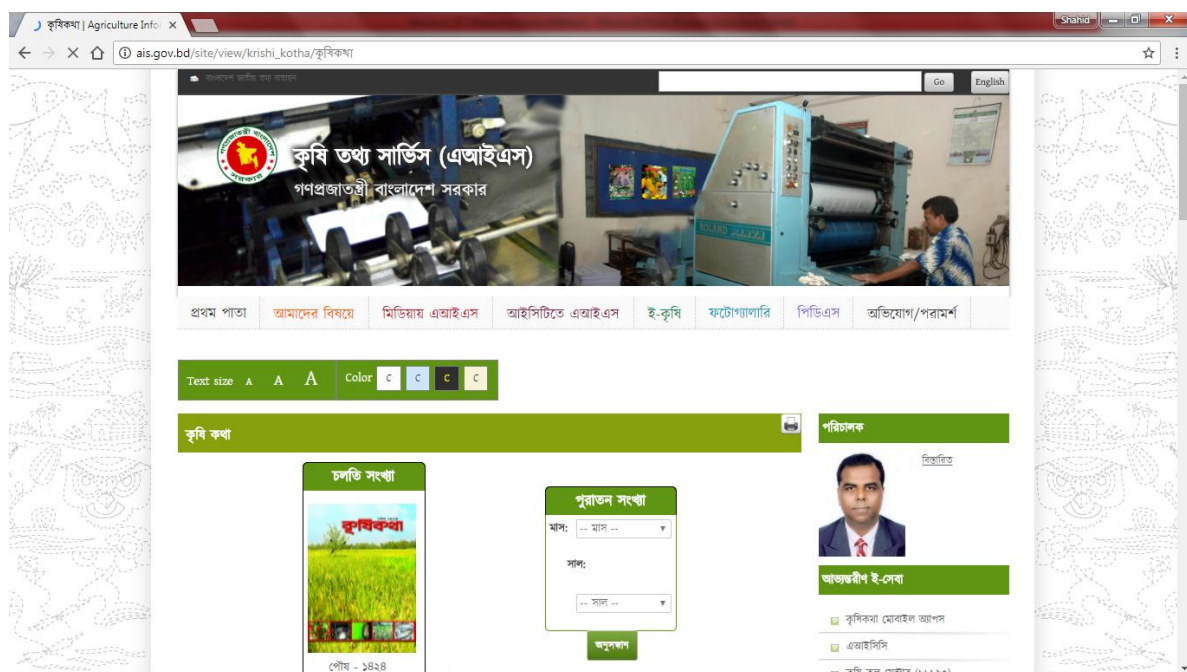 কৃষিকথা | Agriculture Info
Shahid
ais.gov.bd/site/view/krishi_kotha/কৃষিকথা
বাংলাদেশ জাতীয় তথ্য বাতায়ন
Go
English
কৃষি তথ্য সার্ভিস (এআইএস)
গণপ্রজাতন্ত্রী বাংলাদেশ সরকার
প্রথম পাতা আমাদের বিষয়ে মিডিয়ায় এআইএস আইসিটিতে এআইএস ই-কৃষি ফটোগ্যালারি পিডিএস অভিযোগ/পরামর্শ
Text size A A A Color C C C C
কৃষি কথা
চলতি সংখ্যা
কৃষিকথা
পৌষ - ১৪২৪
পুরাতন সংখ্যা
মাস: -- মাস --
সাল:
-- সাল --
অনুসন্ধান
পরিচালক
বিস্তারিত
আভ্যন্তরীণ ই-সেবা
কৃষিকথা মোবাইল অ্যাপস
এআইসিসি